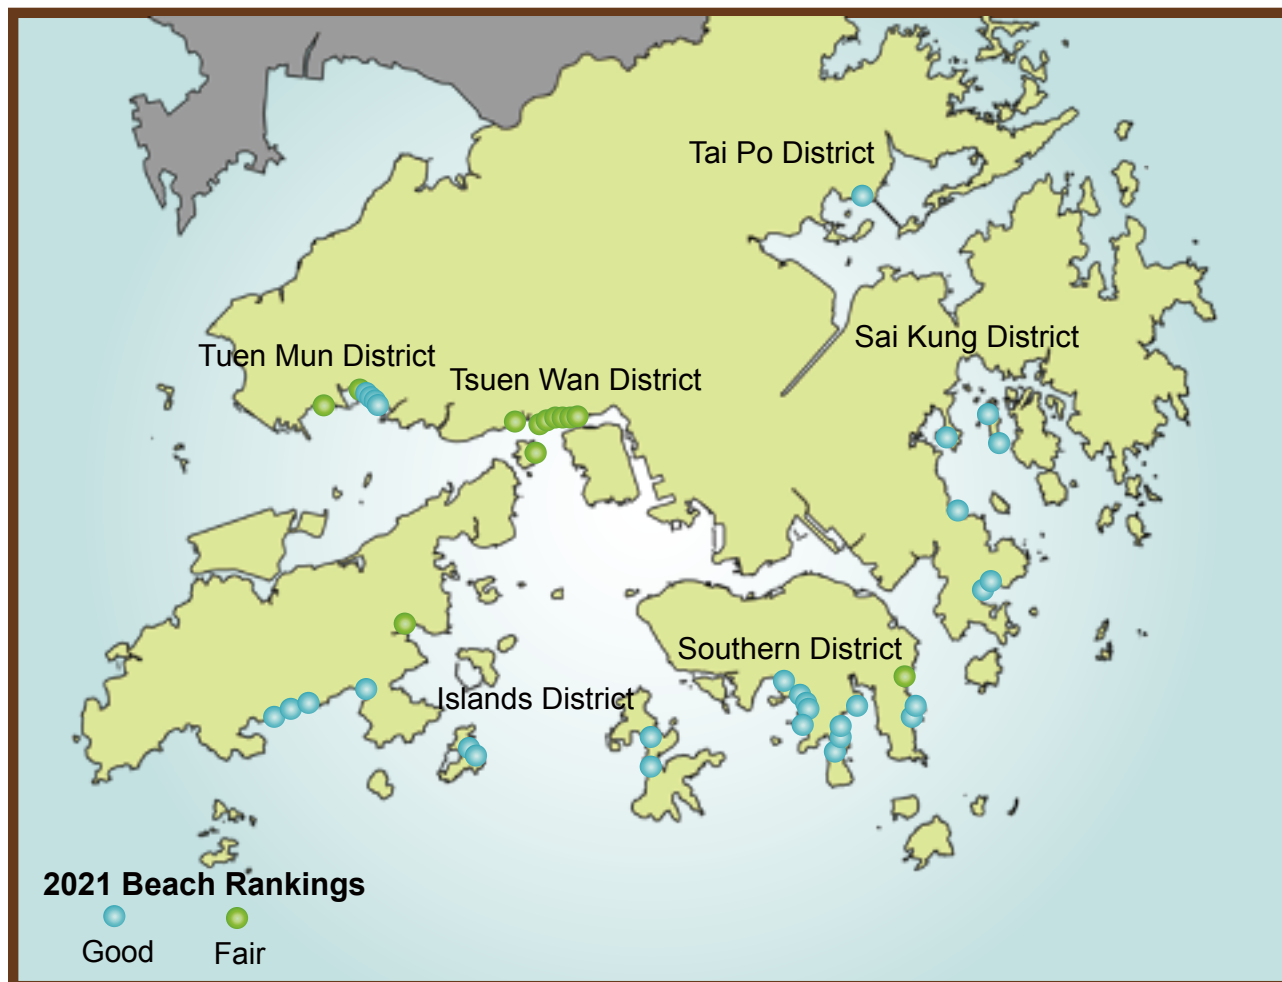 Tai Po District
Sai Kung District
Tuen Mun District
Tsuen Wan District
Southern District
Islands District
2021 Beach Rankings
Good
Fair